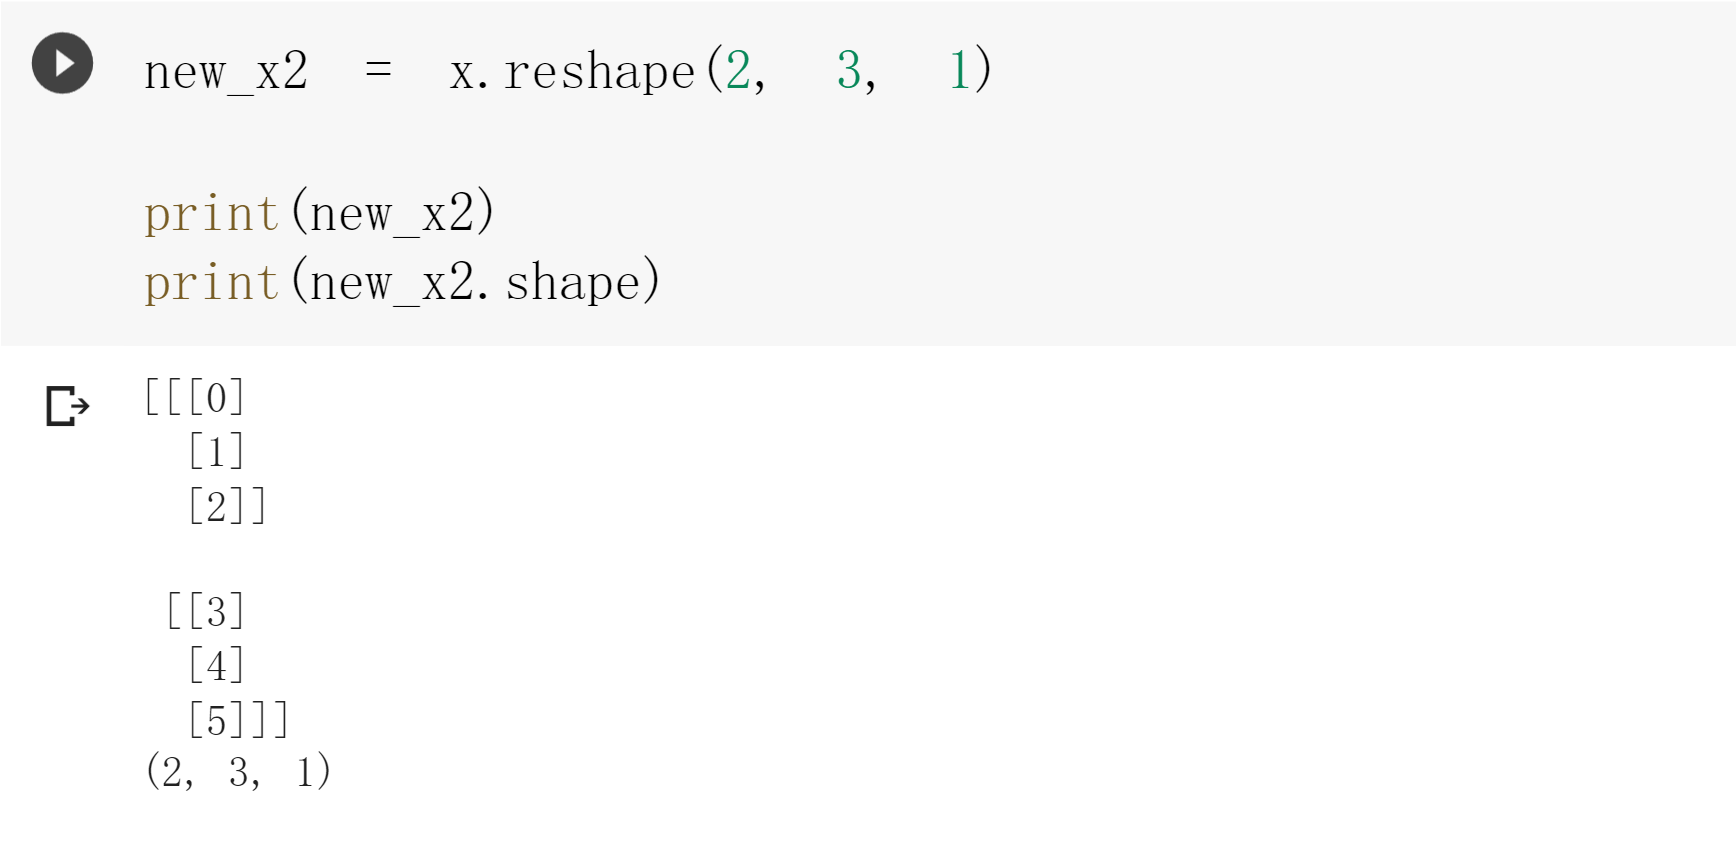 new_x2 = x.reshape(2, 3, 1)
print(new_x2)
print(new_x2.shape)
[[[0]
  [1]
  [2]]
 [[3]
  [4]
  [5]]]
(2, 3, 1)